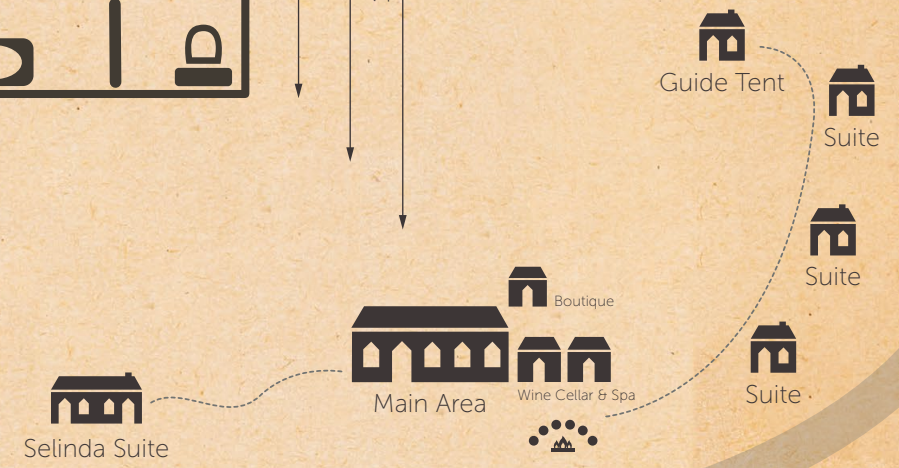 Guide Tent
Suite
Suite
Boutique
Suite
Wine Cellar & Spa
Main Area
Selinda Suite